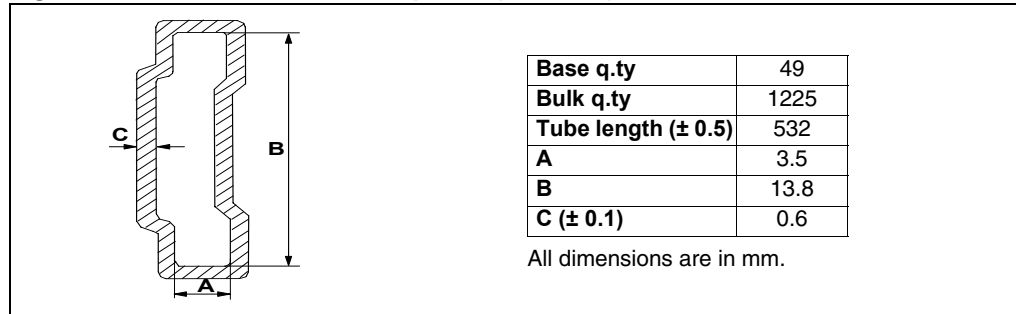 C
B
A
Base q.ty 49
Bulk q.ty 1225
Tube length (± 0.5) 532
A 3.5
B 13.8
C (± 0.1) 0.6
All dimensions are in mm.